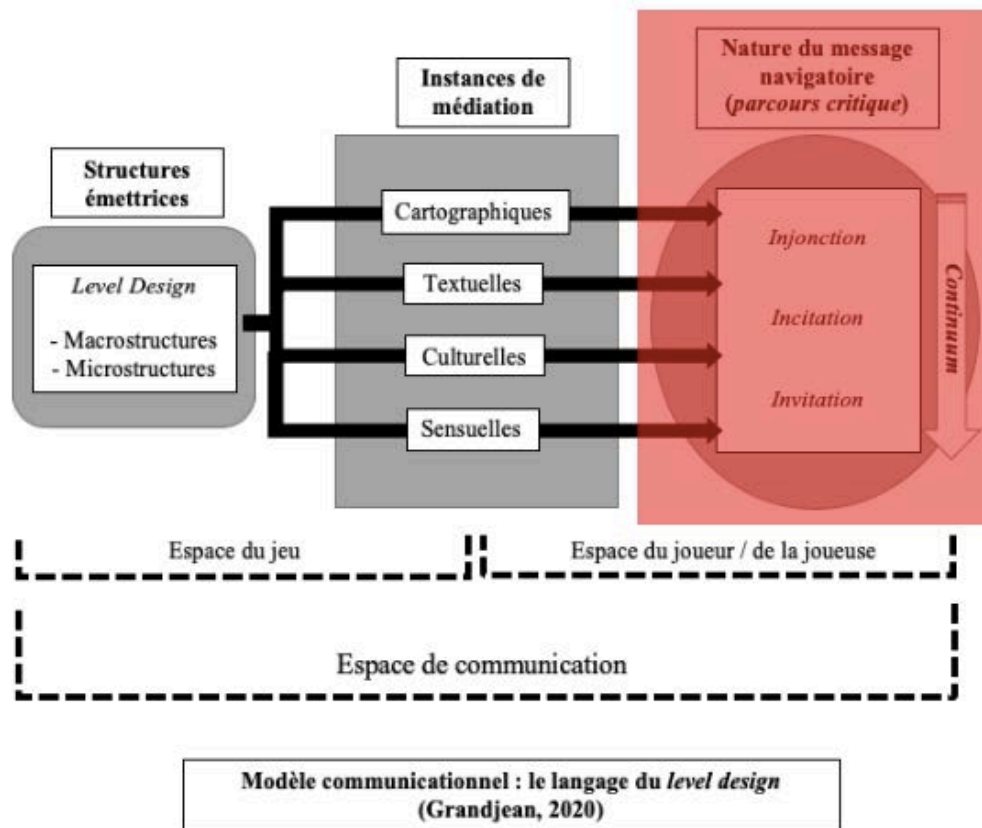 Structures
émettrices
Level Design
- Macrostructures
- Microstructures
Instances de
médiation
Cartographiques
Textuelles
Culturelles
Sensuelles
Nature du message
navigatoire
(parcours critique)
Injonction
Incitation
Invitation
Continuum
Espace du jeu
Espace du joueur / de la joueuse
Espace de communication
Modèle communicationnel : le langage du level design
(Grandjean, 2020)